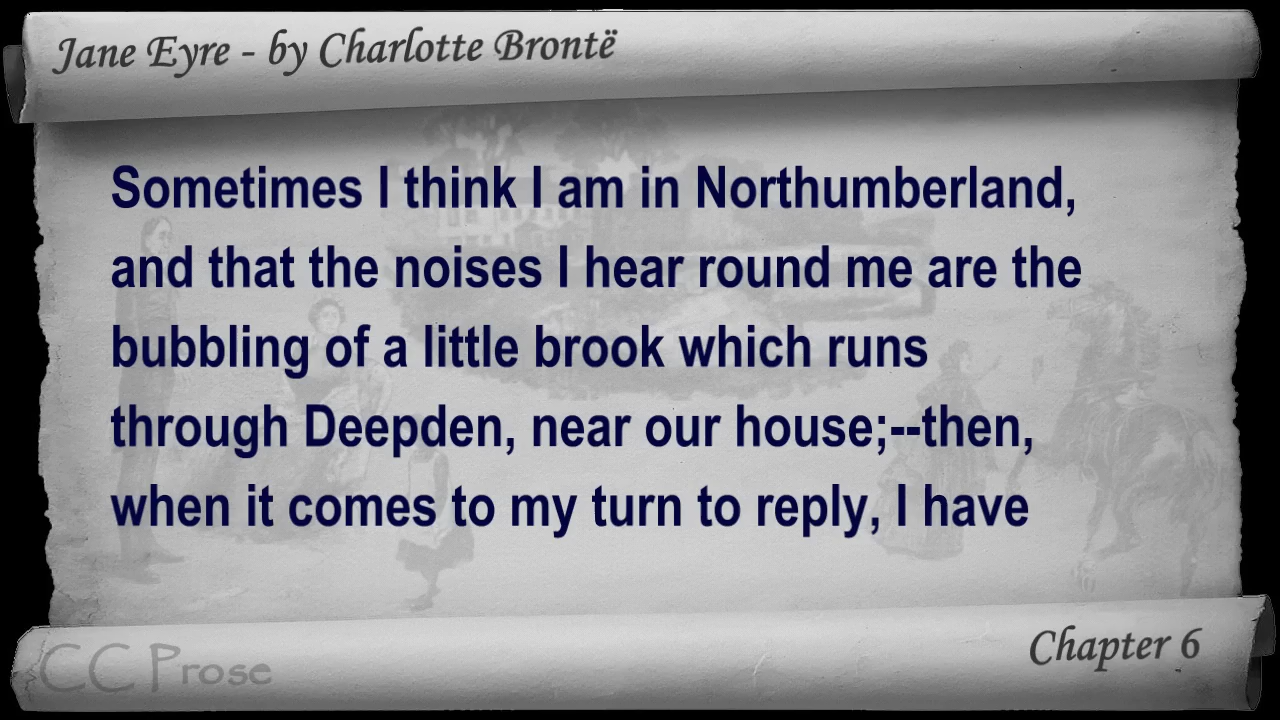 Jane Eyre - by Charlotte Brontë
Sometimes I think I am in Northumberland,
and that the noises I hear round me are the
bubbling of a little brook which runs
through Deepden, near our house;--then,
when it comes to my turn to reply, I have
Chapter 6
CC Prose